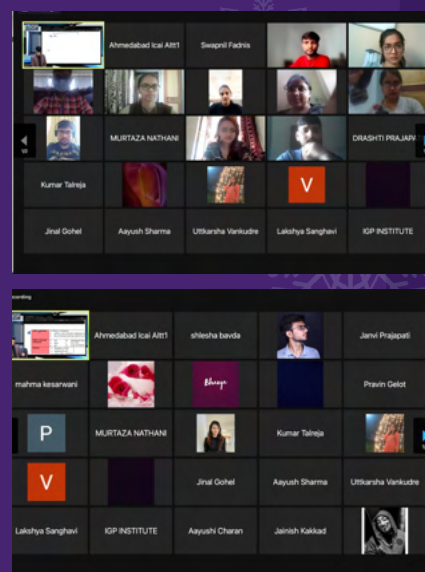 Ahmedabad Icai Altt1
Swapnil Fadnis
MURTAZA NATHANI
DRASHTI PRAJAPA
Kumar Talreja
V
Jinal Gohel
Aayush Sharma
Uttkarsha Vankudre
Lakshya Sanghavi
IGP INSTITUTE
ecording
Ahmedabad Icai Altt1
shlesha bavda
Janvi Prajapati
mahma kesarwani
Pravin Gelot
P
MURTAZA NATHANI
Kumar Talreja
V
Jinal Gohel
Aayush Sharma
Uttkarsha Vankudre
Lakshya Sanghavi
IGP INSTITUTE
Aayushi Charan
Jainish Kakkad